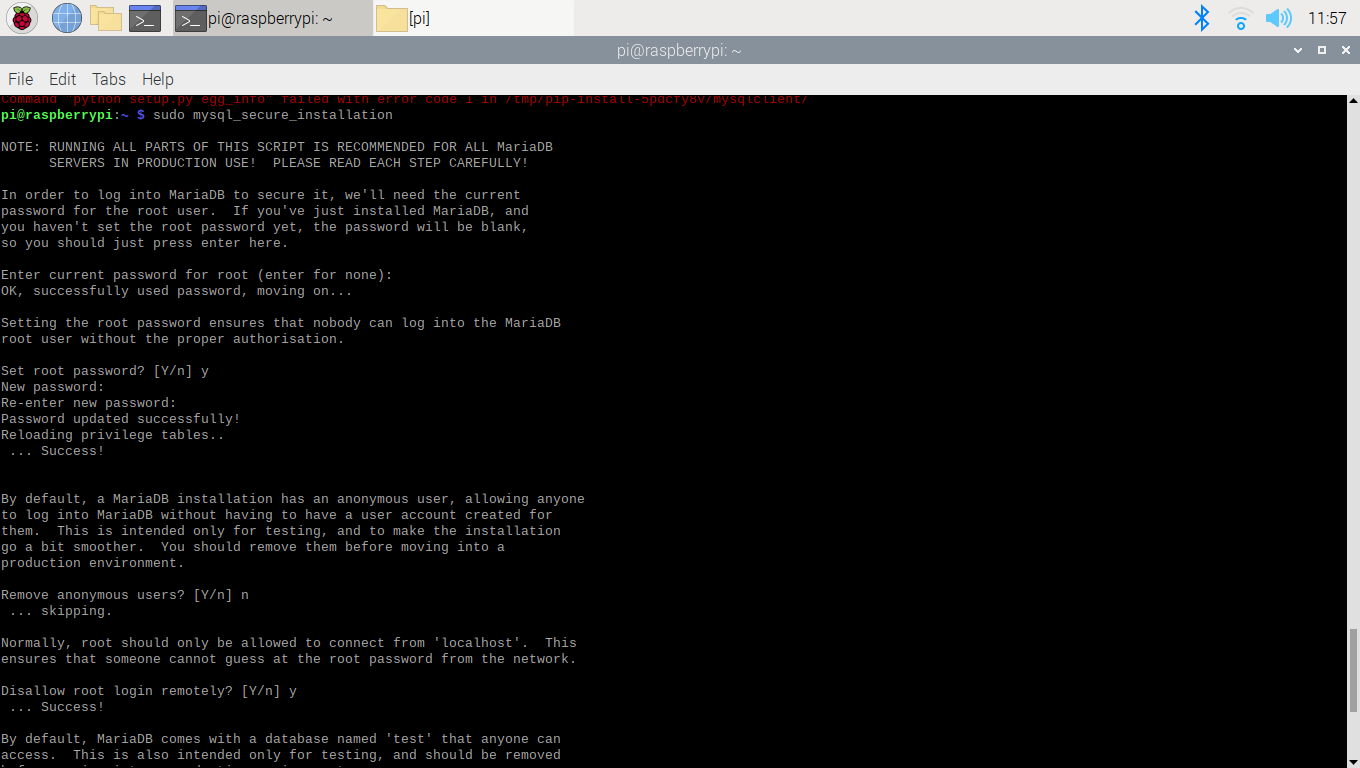 pi@raspberrypi: ~
[pi]
11:57
pi@raspberrypi: ~
File Edit Tabs Help
Command "python setup.py egg_info" failed with error code 1 in
pi@raspberrypi:~ $ sudo mysql_secure_installation
NOTE: RUNNING ALL PARTS OF THIS SCRIPT IS RECOMMENDED FOR ALL MariaDB
SERVERS IN PRODUCTION USE!  PLEASE READ EACH STEP CAREFULLY!
In order to log into MariaDB to secure it, we'll need the current
password for the root user.  If you've just installed MariaDB, and
you haven't set the root password yet, the password will be blank,
so you should just press enter here.
Enter current password for root (enter for none):
OK, successfully used password, moving on...
Setting the root password ensures that nobody can log into the MariaDB
root user without the proper authorisation.
Set root password? [Y/n] y
New password:
Re-enter new password:
Password updated successfully!
Reloading privilege tables..
... Success!
By default, a MariaDB installation has an anonymous user, allowing anyone
to log into MariaDB without having to have a user account created for
them.  This is intended only for testing, and to make the installation
go a bit smoother.  You should remove them before moving into a
production environment.
Remove anonymous users? [Y/n] n
... skipping.
Normally, root should only be allowed to connect from 'localhost'.  This
ensures that someone cannot guess at the root password from the network.
Disallow root login remotely? [Y/n] y
... Success!
By default, MariaDB comes with a database named 'test' that anyone can
access.  This is also intended only for testing, and should be removed